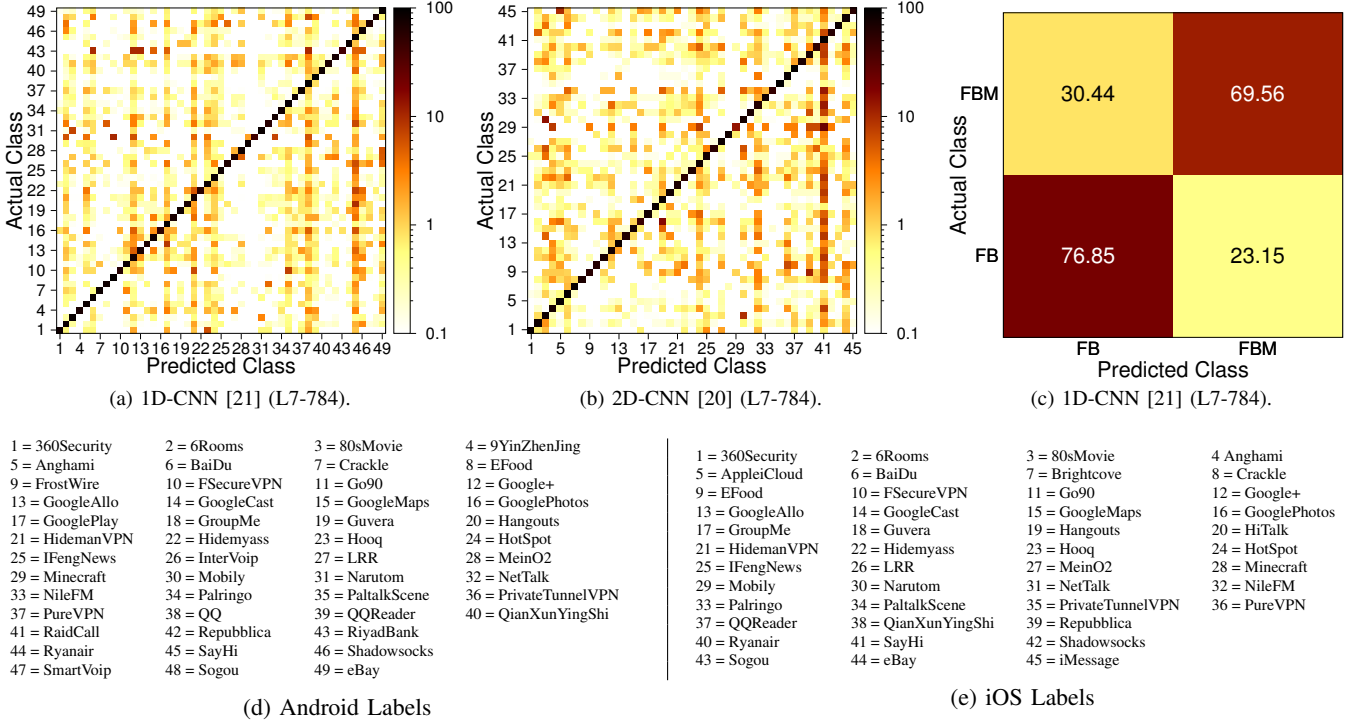 49
46
43
40
37
34
31
28
25
22
19
16
13
10
7
4
1
Actual Class
1 4 7 10 13 16 19 22 25 28 31 34 37 40 43 46 49
Predicted Class
100
10
1
0.1
(a) 1D-CNN [21] (L7-784).
45
41
37
33
29
25
21
17
13
9
5
1
Actual Class
1 5 9 13 17 21 25 29 33 37 41 45
Predicted Class
100
10
1
0.1
(b) 2D-CNN [20] (L7-784).
FBM
FB
Actual Class
30.44 69.56
76.85 23.15
FB FBM
Predicted Class
(c) 1D-CNN [21] (L7-784).
1 = 360Security 2 = 6Rooms 3 = 80sMovie 4 = 9YinZhenJing
5 = Anghami 6 = BaiDu 7 = Crackle 8 = EFood
9 = FrostWire 10 = FSecureVPN 11 = Go90 12 = Google+
13 = GoogleAllo 14 = GoogleCast 15 = GoogleMaps 16 = GooglePhotos
17 = GooglePlay 18 = GroupMe 19 = Guvera 20 = Hangouts
21 = HidemanVPN 22 = Hidemyass 23 = Hooq 24 = HotSpot
25 = IFengNews 26 = InterVoip 27 = LRR 28 = MeinO2
29 = Minecraft 30 = Mobily 31 = Narutom 32 = NetTalk
33 = NileFM 34 = Palringo 35 = PaltalkScene 36 = PrivateTunnelVPN
37 = PureVPN 38 = QQ 39 = QQReader 40 = QianXunYingShi
41 = RaidCall 42 = Repubblica 43 = RiyadBank
44 = Ryanair 45 = SayHi 46 = Shadowsocks
47 = SmartVoip 48 = Sogou 49 = eBay
(d) Android Labels
1 = 360Security 2 = 6Rooms 3 = 80sMovie 4 Anghami
5 = AppleiCloud 6 = BaiDu 7 = Brightcove 8 = Crackle
9 = EFood 10 = FSecureVPN 11 = Go90 12 = Google+
13 = GoogleAllo 14 = GoogleCast 15 = GoogleMaps 16 = GooglePhotos
17 = GroupMe 18 = Guvera 19 = Hangouts 20 = HiTalk
21 = HidemanVPN 22 = Hidemyass 23 = Hooq 24 = HotSpot
25 = IFengNews 26 = LRR 27 = MeinO2 28 = Minecraft
29 = Mobily 30 = Narutom 31 = NetTalk 32 = NileFM
33 = Palringo 34 = PaltalkScene 35 = PrivateTunnelVPN 36 = PureVPN
37 = QQReader 38 = QianXunYingShi 39 = Repubblica
40 = Ryanair 41 = SayHi 42 = Shadowsocks
43 = Sogou 44 = eBay 45 = iMessage
(e) iOS Labels